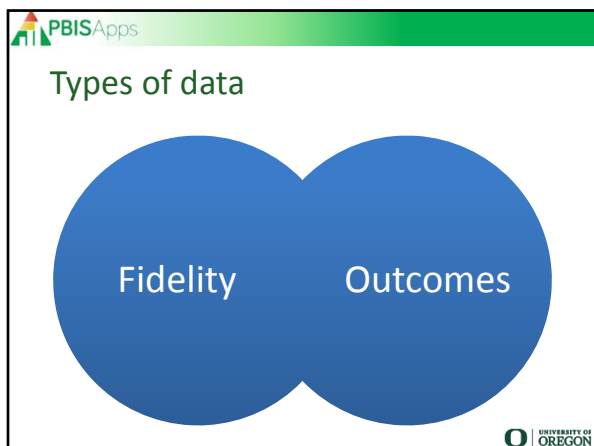 PBISApps
Types of data
Fidelity
Outcomes
O UNIVERSITY OF
OREGON